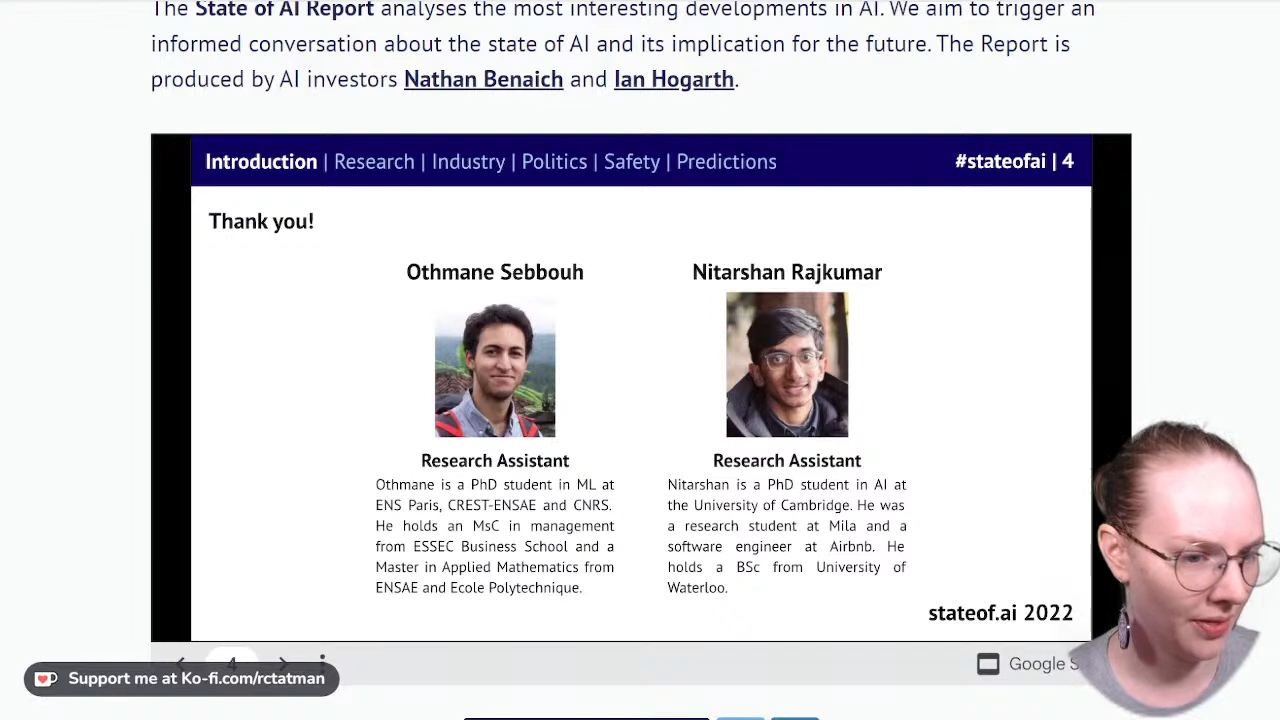 The State of AI Report analyses the most interesting developments in AI. We aim to trigger an
informed conversation about the state of AI and its implication for the future. The Report is
produced by AI investors Nathan Benaich and Ian Hogarth.
Introduction | Research | Industry | Politics | Safety | Predictions
#stateofai | 4
Thank you!
Othmane Sebbouh
Research Assistant
Othmane is a PhD student in ML at
ENS Paris, CREST-ENSAE and CNRS.
He holds an MsC in management
from ESSEC Business School and a
Master in Applied Mathematics from
ENSAE and Ecole Polytechnique.
Nitarshan Rajkumar
Research Assistant
Nitarshan is a PhD student in AI at
the University of Cambridge. He was
a research student at Mila and a
software engineer at Airbnb. He
holds a BSc from University of
Waterloo.
stateof.ai 2022
4
Google S
Support me at Ko-fi.com/rctatman